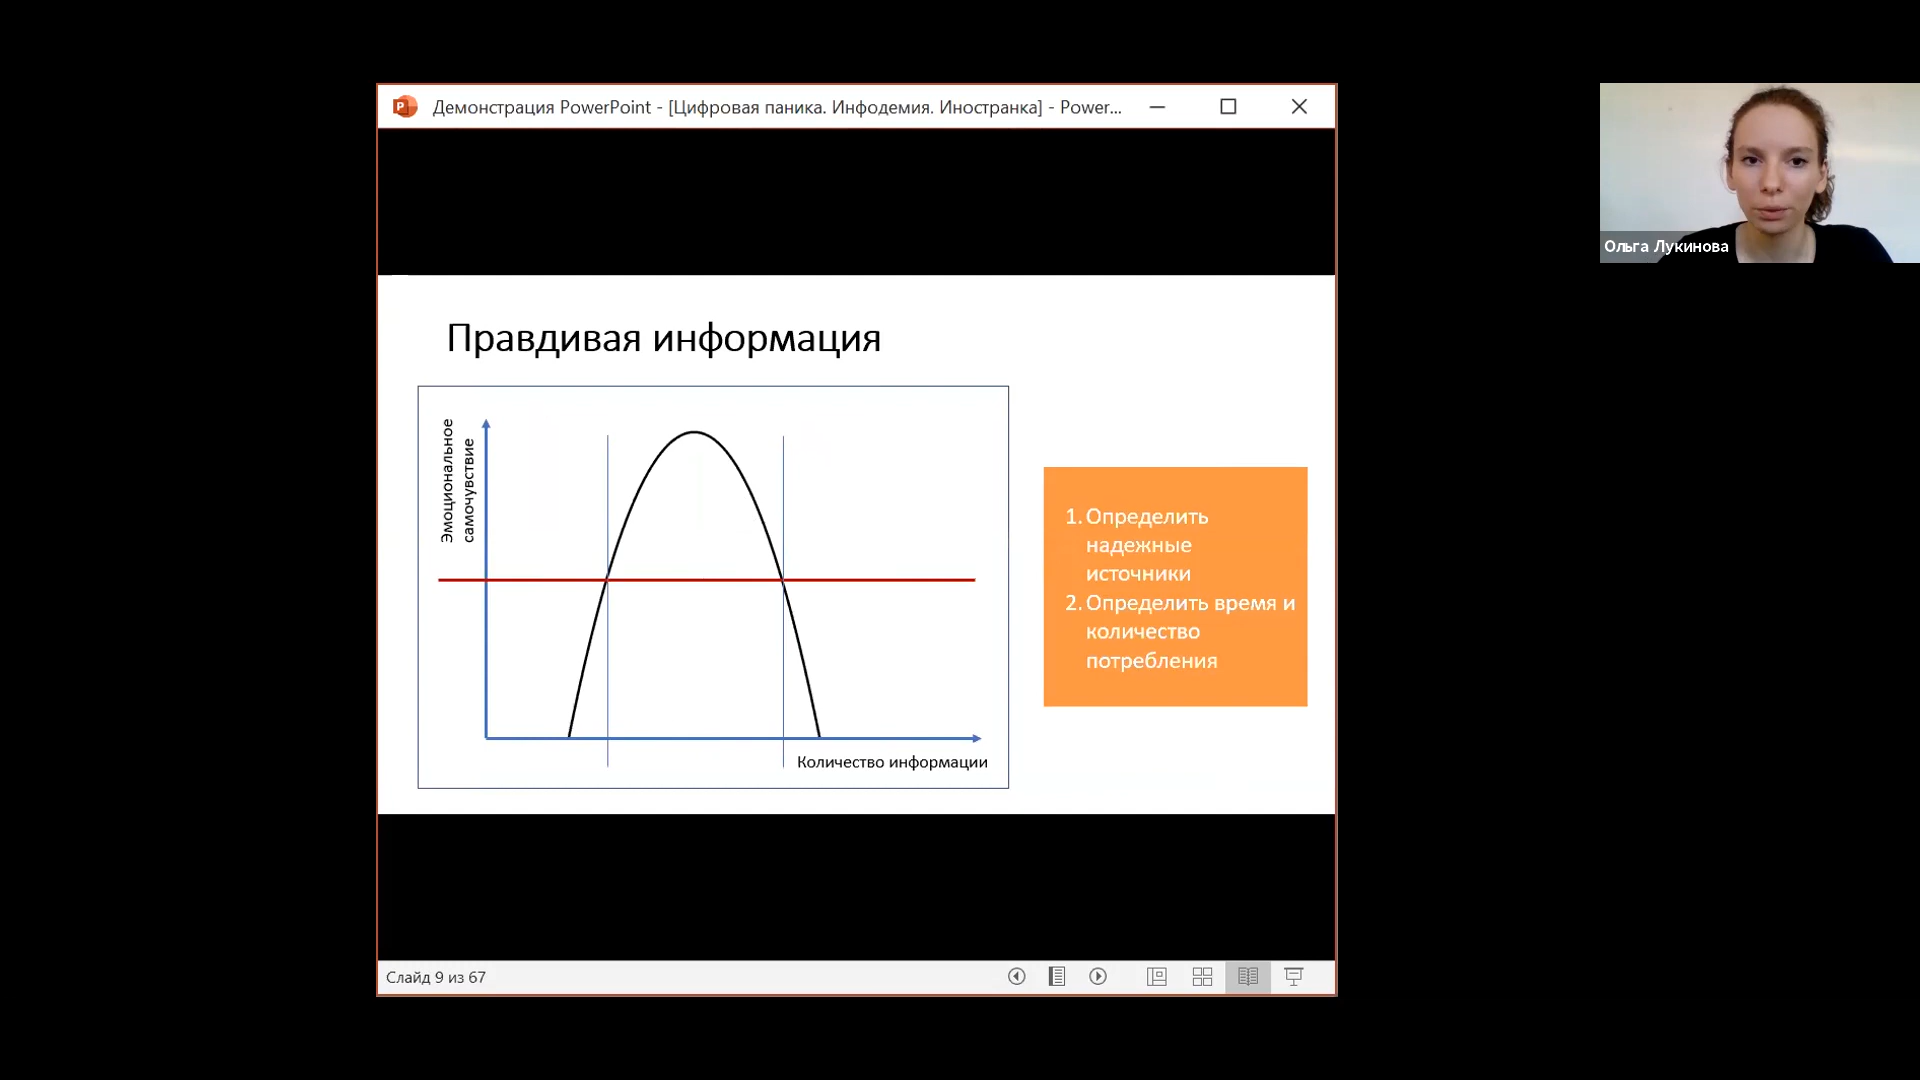 Демонстрация PowerPoint - [Цифровая паника. Инфодемия. Иностранка] - Power...
Ольга Лукинова
Правдивая информация
Эмоциональное
самочувствие
Количество информации
1. Определить
надежные
источники
2. Определить время и
количество
потребления
Слайд 9 из 67